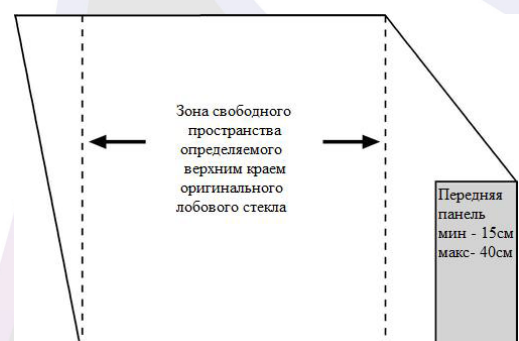 Зона свободного
пространства
определяемого
верхним краем
оригинального
лобового стекла
Передняя
панель
мин - 15см
макс- 40см